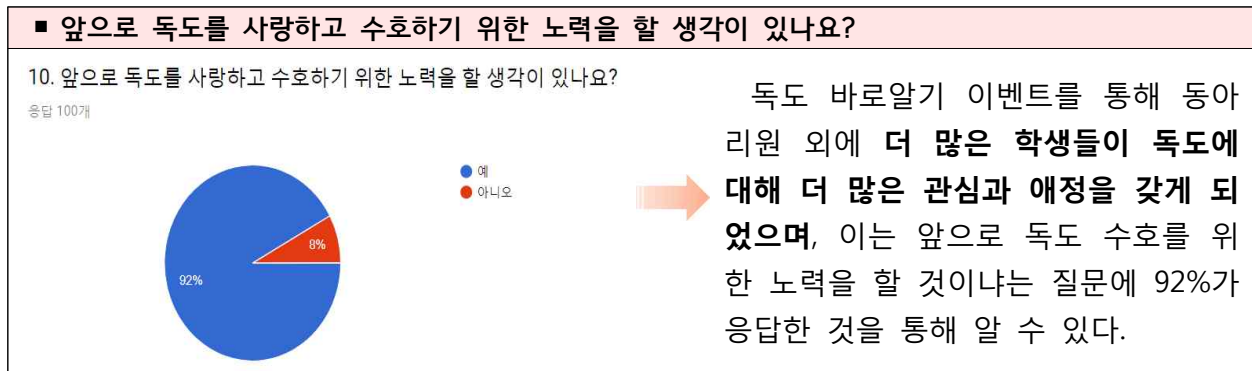 ▪ 앞으로 독도를 사랑하고 수호하기 위한 노력을 할 생각이 있나요?
10. 앞으로 독도를 사랑하고 수호하기 위한 노력을 할 생각이 있나요?
응답 100개
예
아니오
8%
92%
독도 바로알기 이벤트를 통해 동아
리원 외에 더 많은 학생들이 독도에
대해 더 많은 관심과 애정을 갖게 되
었으며, 이는 앞으로 독도 수호를 위
한 노력을 할 것이냐는 질문에 92%가
응답한 것을 통해 알 수 있다.